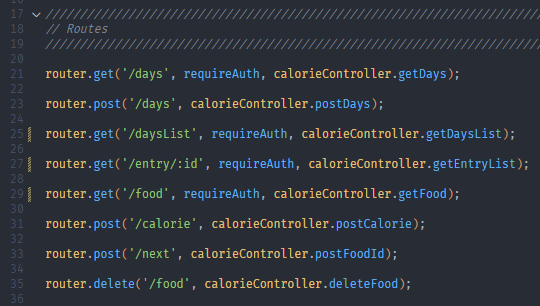 17 ////////////////////////////////////////////////////////////////////////
18 // Routes
19 ////////////////////////////////////////////////////////////////////////
20
21 router.get('/days', requireAuth, calorieController.getDays);
22
23 router.post('/days', calorieController.postDays);
24
25 router.get('/daysList', requireAuth, calorieController.getDaysList);
26
27 router.get('/entry/:id', requireAuth, calorieController.getEntryList);
28
29 router.get('/food', requireAuth, calorieController.getFood);
30
31 router.post('/calorie', calorieController.postCalorie);
32
33 router.post('/next', calorieController.postFoodId);
34
35 router.delete('/food', calorieController.deleteFood);
36